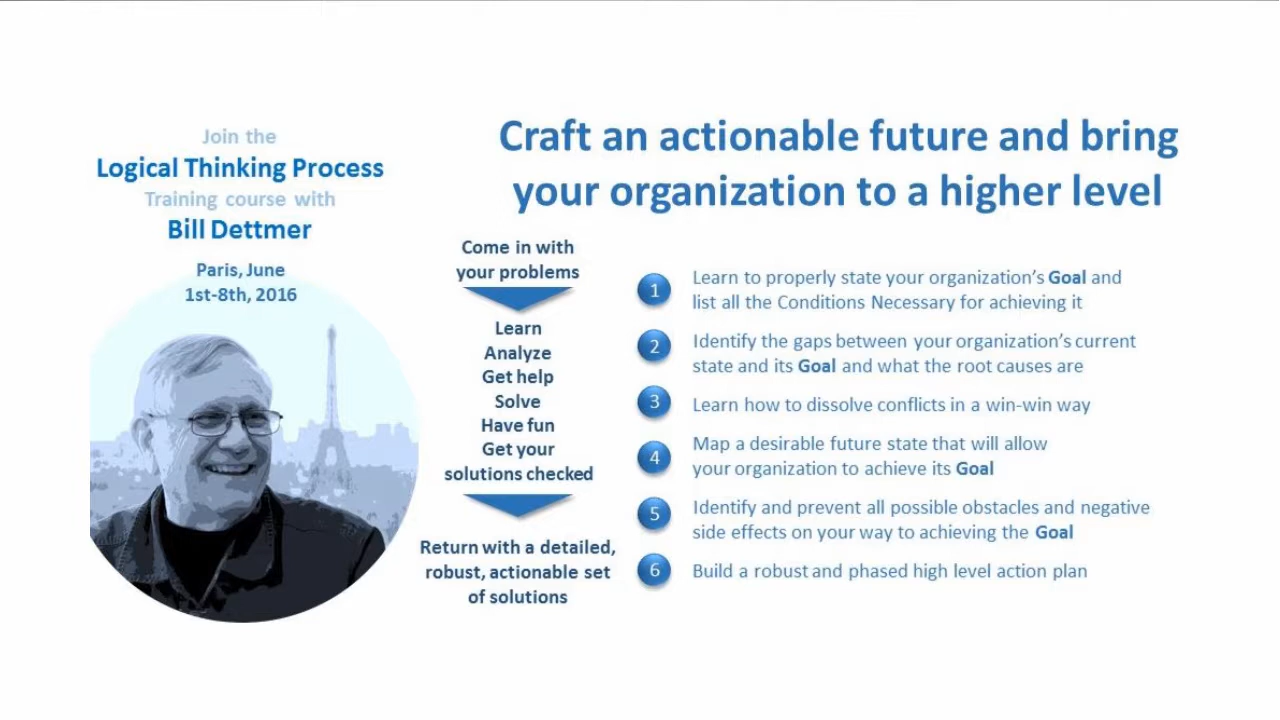 Join the
Logical Thinking Process
Training course with
Bill Dettmer
Paris, June
1st-8th, 2016
Craft an actionable future and bring
your organization to a higher level
Come in with
your problems
Learn
Analyze
Get help
Solve
Have fun
Get your
solutions checked
Return with a detailed,
robust, actionable set
of solutions
1 Learn to properly state your organization's Goal and
list all the Conditions Necessary for achieving it
2 Identify the gaps between your organization's current
state and its Goal and what the root causes are
3 Learn how to dissolve conflicts in a win-win way
4 Map a desirable future state that will allow
your organization to achieve its Goal
5 Identify and prevent all possible obstacles and negative
side effects on your way to achieving the Goal
6 Build a robust and phased high level action plan